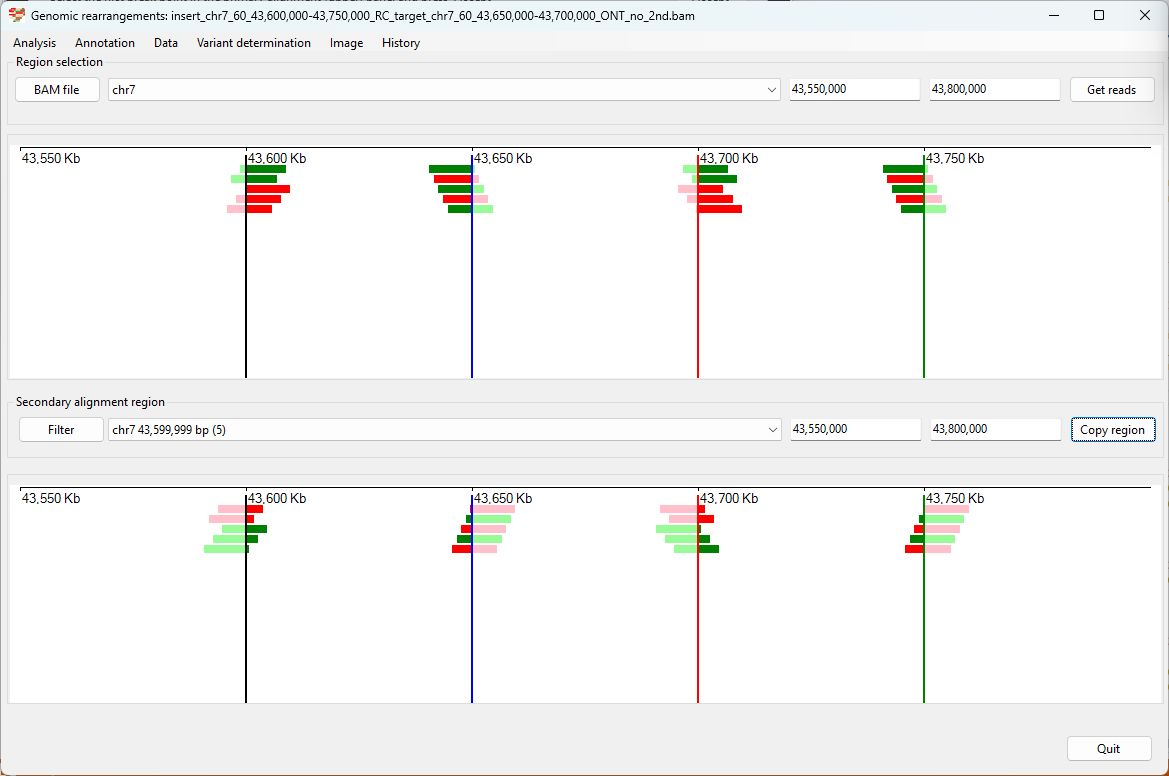 Genomic rearrangements: insert_chr7_60_43,600,000-43,750,000_RC_target_chr7_60_43,650,000-43,700,000_ONT_no_2nd.bam
Analysis Annotation Data Variant determination Image History
Region selection
BAM file chr7 43,550,000 43,800,000 Get reads
43,550 Kb 43,600 Kb 43,650 Kb 43,700 Kb 43,750 Kb
Secondary alignment region
Filter chr7 43,599,999 bp (5) 43,550,000 43,800,000 Copy region
43,550 Kb 43,600 Kb 43,650 Kb 43,700 Kb 43,750 Kb
Quit